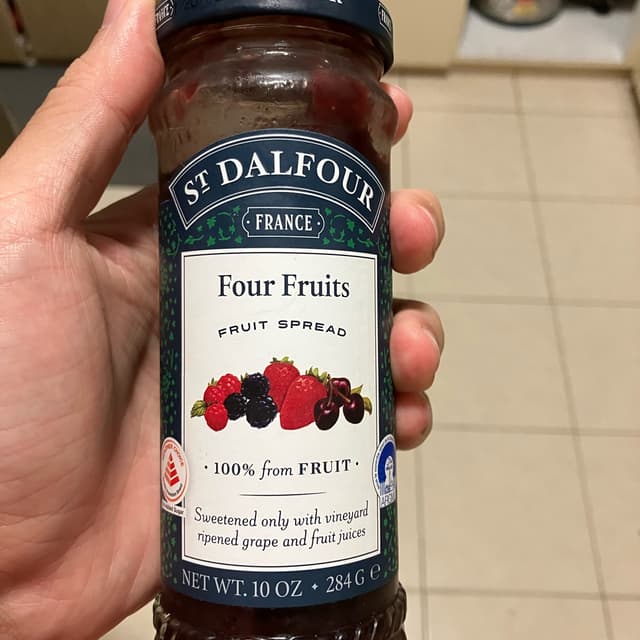 ST DALFOUR
FRANCE
Four Fruits
FRUIT SPREAD
· 100% from FRUIT ·
Sweetened only with vineyard
ripened grape and fruit juices
NET WT. 10 OZ • 284 G ℮